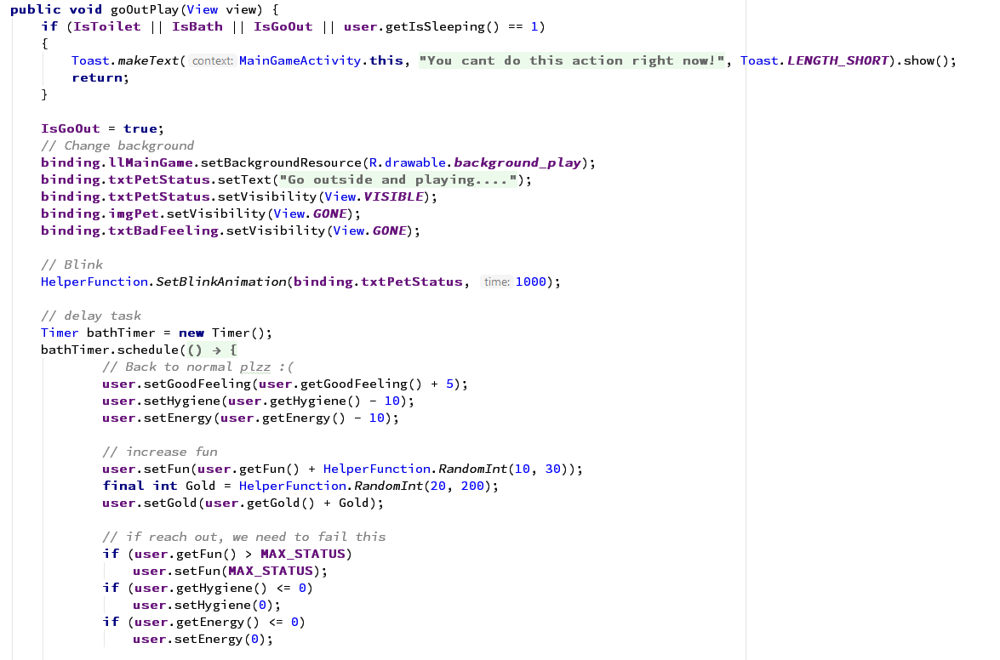 public void goOutPlay(View view) {
if (IsToilet || IsBath || IsGoOut || user.getIsSleeping() == 1)
{
Toast.makeText( context: MainGameActivity.this, "You cant do this action right now!", Toast.LENGTH_SHORT).show();
return;
}
IsGoOut = true;
// Change background
binding.llMainGame.setBackgroundResource(R.drawable.background_play);
binding.txtPetStatus.setText("Go outside and playing....");
binding.txtPetStatus.setVisibility(View.VISIBLE);
binding.imgPet.setVisibility(View.GONE);
binding.txtBadFeeling.setVisibility(View.GONE);
// Blink
HelperFunction.SetBlinkAnimation(binding.txtPetStatus, time: 1000);
// delay task
Timer bathTimer = new Timer();
bathTimer.schedule(() → {
// Back to normal plzz :(
user.setGoodFeeling(user.getGoodFeeling() + 5);
user.setHygiene(user.getHygiene() - 10);
user.setEnergy(user.getEnergy() - 10);
// increase fun
user.setFun(user.getFun() + HelperFunction.RandomInt(10, 30));
final int Gold = HelperFunction.RandomInt(20, 200);
user.setGold(user.getGold() + Gold);
// if reach out, we need to fail this
if (user.getFun() > MAX_STATUS)
user.setFun(MAX_STATUS);
if (user.getHygiene() <= 0)
user.setHygiene(0);
if (user.getEnergy() <= 0)
user.setEnergy(0);